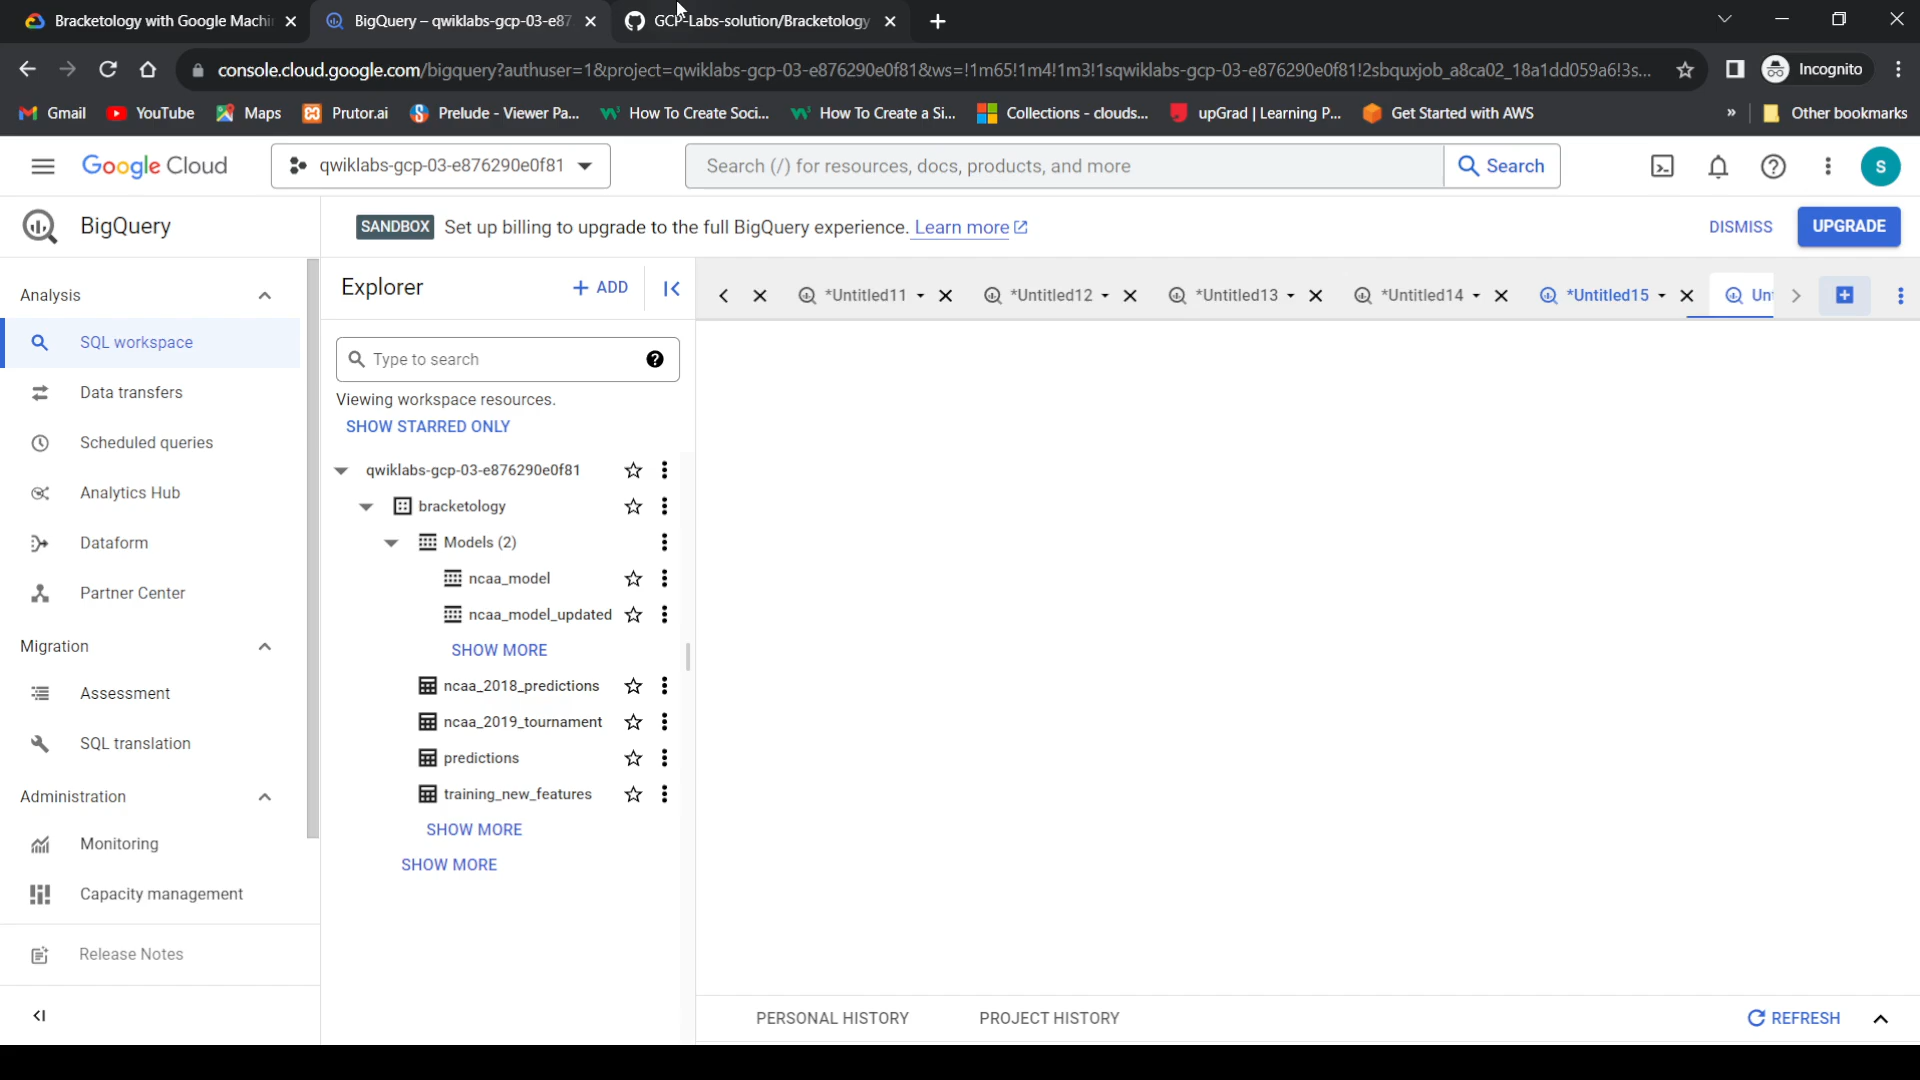 Bracketology with Google Machi
BigQuery – qwiklabs-gcp-03-e87
GCP-Labs-solution/Bracketology
console.cloud.google.com/bigquery?authuser=1&project=qwiklabs-gcp-03-e876290e0f81&ws=!1m65!1m4!1m3!1sqwiklabs-gcp-03-e876290e0f81!2sbquxjob_a8ca02_18a1dd059a6!3s...
Incognito
Gmail
YouTube
Maps
Prutor.ai
Prelude - Viewer Pa...
How To Create Soci...
How To Create a Si...
Collections - clouds...
upGrad | Learning P...
Get Started with AWS
»
Other bookmarks
Google Cloud
qwiklabs-gcp-03-e876290e0f81
Search (/) for resources, docs, products, and more
Search
S
BigQuery
SANDBOX Set up billing to upgrade to the full BigQuery experience. Learn more
DISMISS
UPGRADE
Analysis
SQL workspace
Data transfers
Scheduled queries
Analytics Hub
Dataform
Partner Center
Migration
Assessment
SQL translation
Administration
Monitoring
Capacity management
Release Notes
Explorer
+ ADD
Type to search
Viewing workspace resources.
SHOW STARRED ONLY
qwiklabs-gcp-03-e876290e0f81
bracketology
Models (2)
ncaa_model
ncaa_model_updated
SHOW MORE
ncaa_2018_predictions
ncaa_2019_tournament
predictions
training_new_features
SHOW MORE
SHOW MORE
*Untitled11
*Untitled12
*Untitled13
*Untitled14
*Untitled15
Unt
PERSONAL HISTORY
PROJECT HISTORY
REFRESH